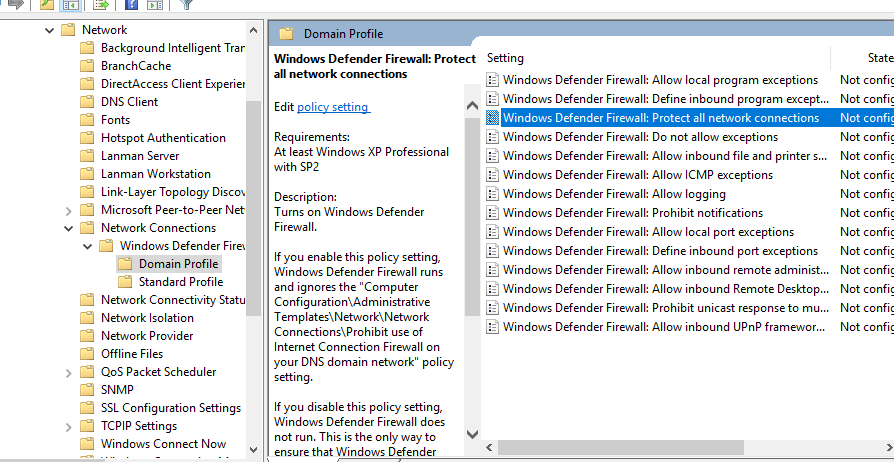 Network
Background Intelligent Tran
BranchCache
DirectAccess Client Experier
DNS Client
Fonts
Hotspot Authentication
Lanman Server
Lanman Workstation
Link-Layer Topology Discov
Microsoft Peer-to-Peer Net
Network Connections
Windows Defender Firew
Domain Profile
Standard Profile
Network Connectivity Statu
Network Isolation
Network Provider
Offline Files
QoS Packet Scheduler
SNMP
SSL Configuration Settings
TCPIP Settings
Windows Connect Now
Domain Profile
Windows Defender Firewall: Protect
all network connections
Edit policy setting
Requirements:
At least Windows XP Professional
with SP2
Description:
Turns on Windows Defender
Firewall.
If you enable this policy setting,
Windows Defender Firewall runs
and ignores the "Computer
Configuration\Administrative
Templates\Network\Network
Connections\Prohibit use of
Internet Connection Firewall on
your DNS domain network" policy
setting.
If you disable this policy setting,
Windows Defender Firewall does
not run. This is the only way to
ensure that Windows Defender
Setting State
Windows Defender Firewall: Allow local program exceptions Not config
Windows Defender Firewall: Define inbound program except... Not config
Windows Defender Firewall: Protect all network connections Not config
Windows Defender Firewall: Do not allow exceptions Not config
Windows Defender Firewall: Allow inbound file and printer s... Not config
Windows Defender Firewall: Allow ICMP exceptions Not config
Windows Defender Firewall: Allow logging Not config
Windows Defender Firewall: Prohibit notifications Not config
Windows Defender Firewall: Allow local port exceptions Not config
Windows Defender Firewall: Define inbound port exceptions Not config
Windows Defender Firewall: Allow inbound remote administ... Not config
Windows Defender Firewall: Allow inbound Remote Desktop... Not config
Windows Defender Firewall: Prohibit unicast response to mu... Not config
Windows Defender Firewall: Allow inbound UPnP framewor... Not config